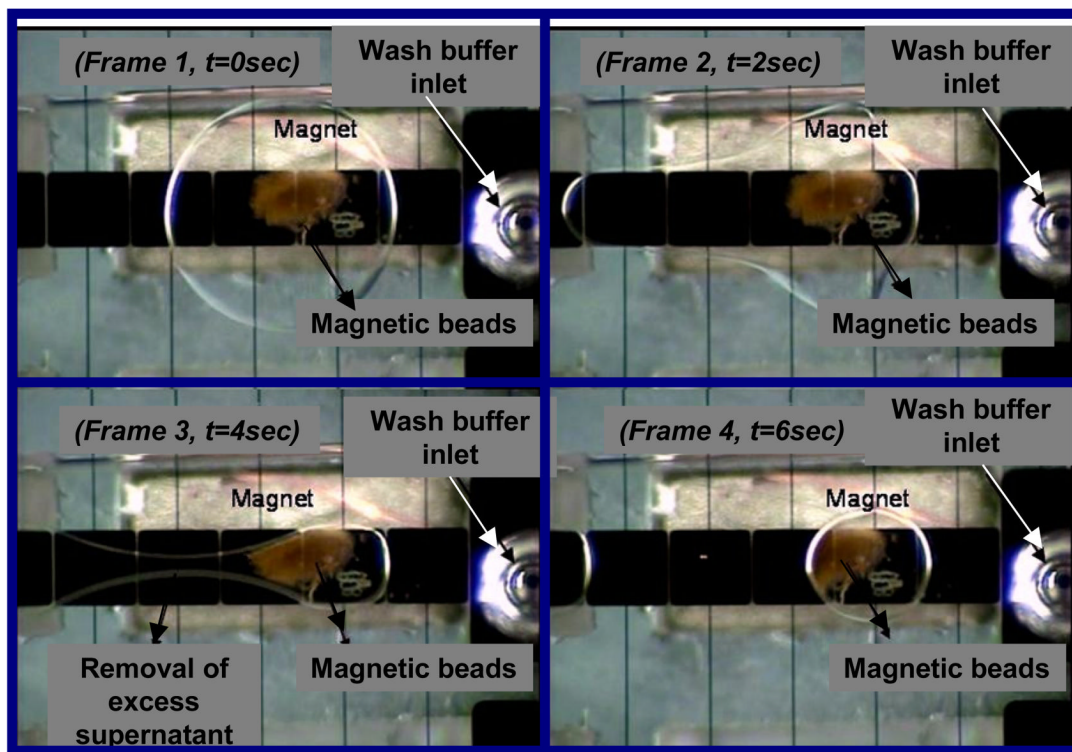 (Frame 1, t=0sec)
Wash buffer
inlet
Magnet
Magnetic beads
(Frame 2, t=2sec)
Wash buffer
inlet
Magnet
Magnetic beads
(Frame 3, t=4sec)
Wash buffer
inlet
Magnet
Removal of
excess
supernatant
Magnetic beads
(Frame 4, t=6sec)
Wash buffer
inlet
Magnet
Magnetic beads